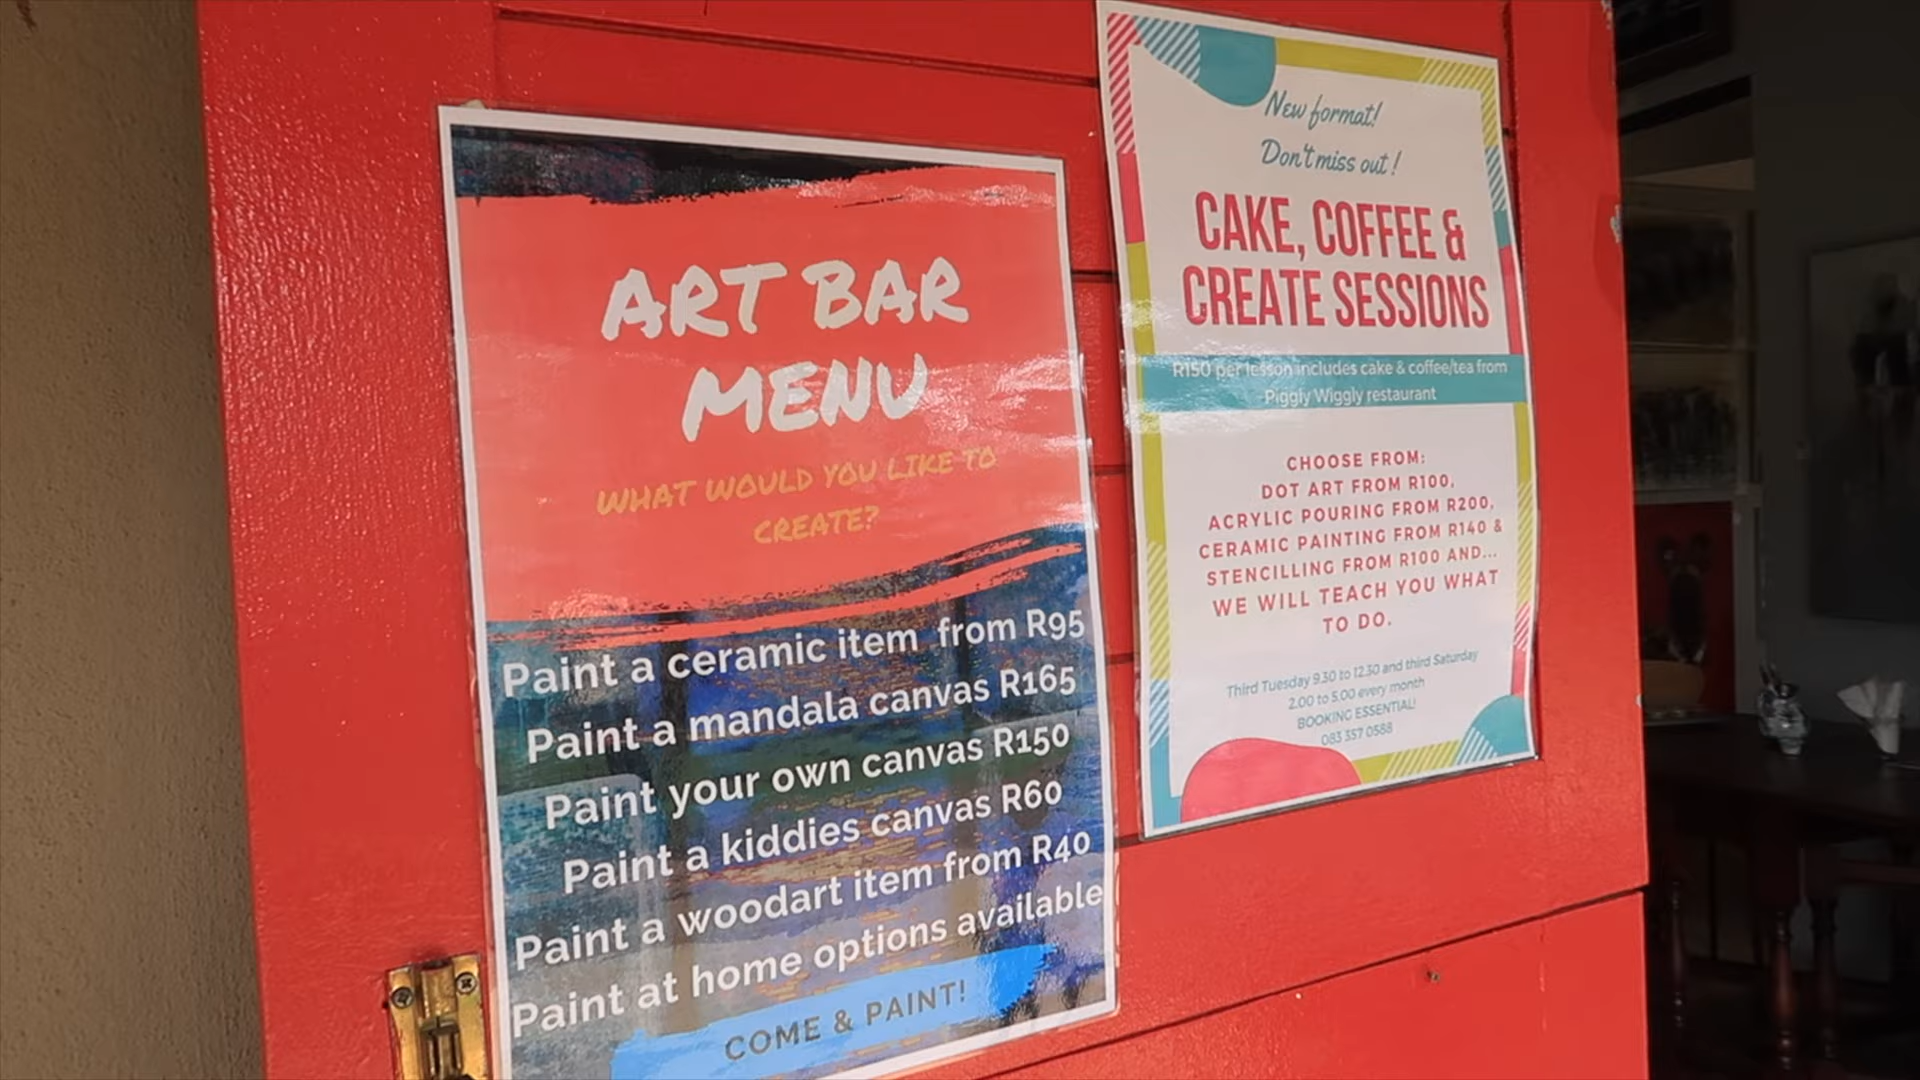 ART BAR
MENU
WHAT WOULD YOU LIKE TO
CREATE?
Paint a ceramic item from R95
Paint a mandala canvas R165
Paint your own canvas R150
Paint a kiddies canvas R60
Paint a woodart item from R40
Paint at home options available
COME & PAINT!
New format!
Don't miss out!
CAKE, COFFEE &
CREATE SESSIONS
R150 per lesson includes cake & coffee/tea from
Piggly Wiggly restaurant
CHOOSE FROM:
DOT ART FROM R100,
ACRYLIC POURING FROM R200,
CERAMIC PAINTING FROM R140 &
STENCILLING FROM R100 AND...
WE WILL TEACH YOU WHAT
TO DO.
Third Tuesday 9.30 to 12.30 and third Saturday
2.00 to 5.00 every month
BOOKING ESSENTIAL!
083 357 0588